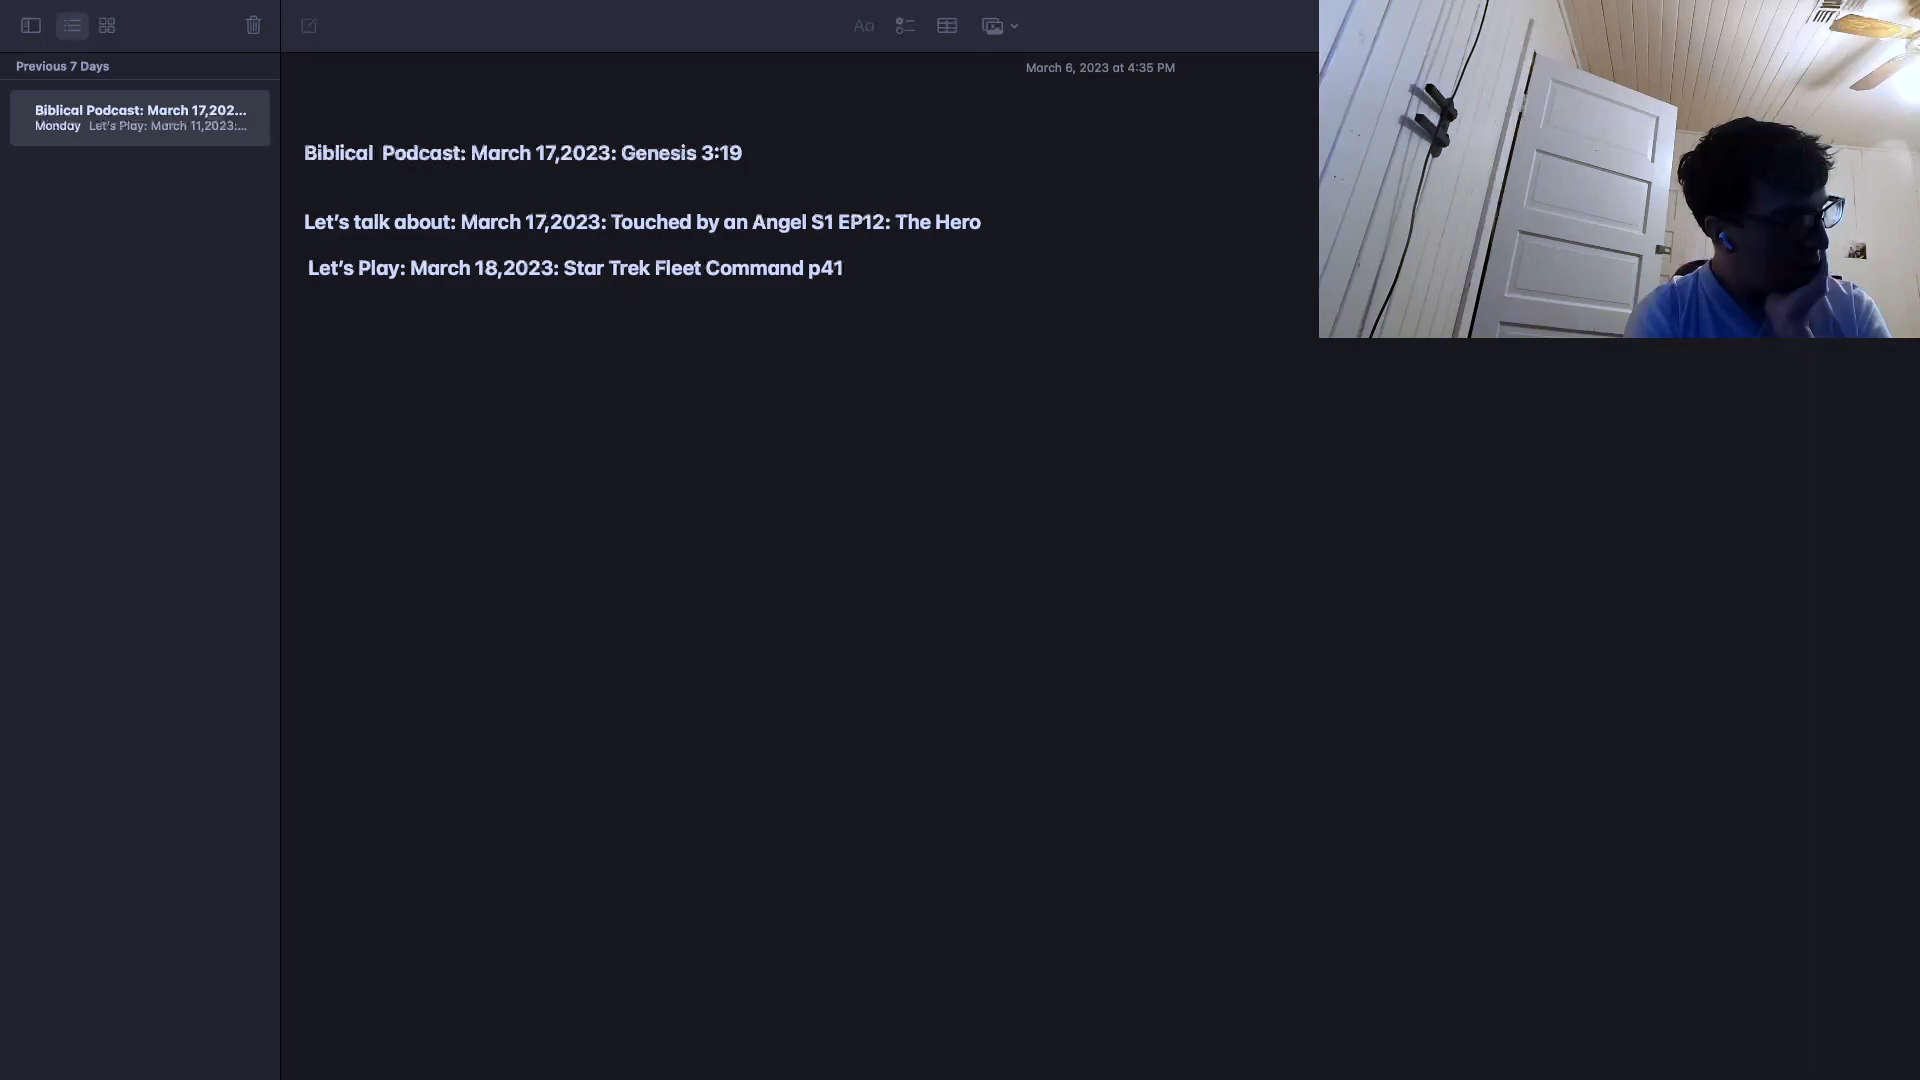 Previous 7 Days
Biblical Podcast: March 17,202...
Monday Let's Play: March 11,2023:...
Aa
March 6, 2023 at 4:35 PM
Biblical  Podcast: March 17,2023: Genesis 3:19
Let’s talk about: March 17,2023: Touched by an Angel S1 EP12: The Hero
Let’s Play: March 18,2023: Star Trek Fleet Command p41